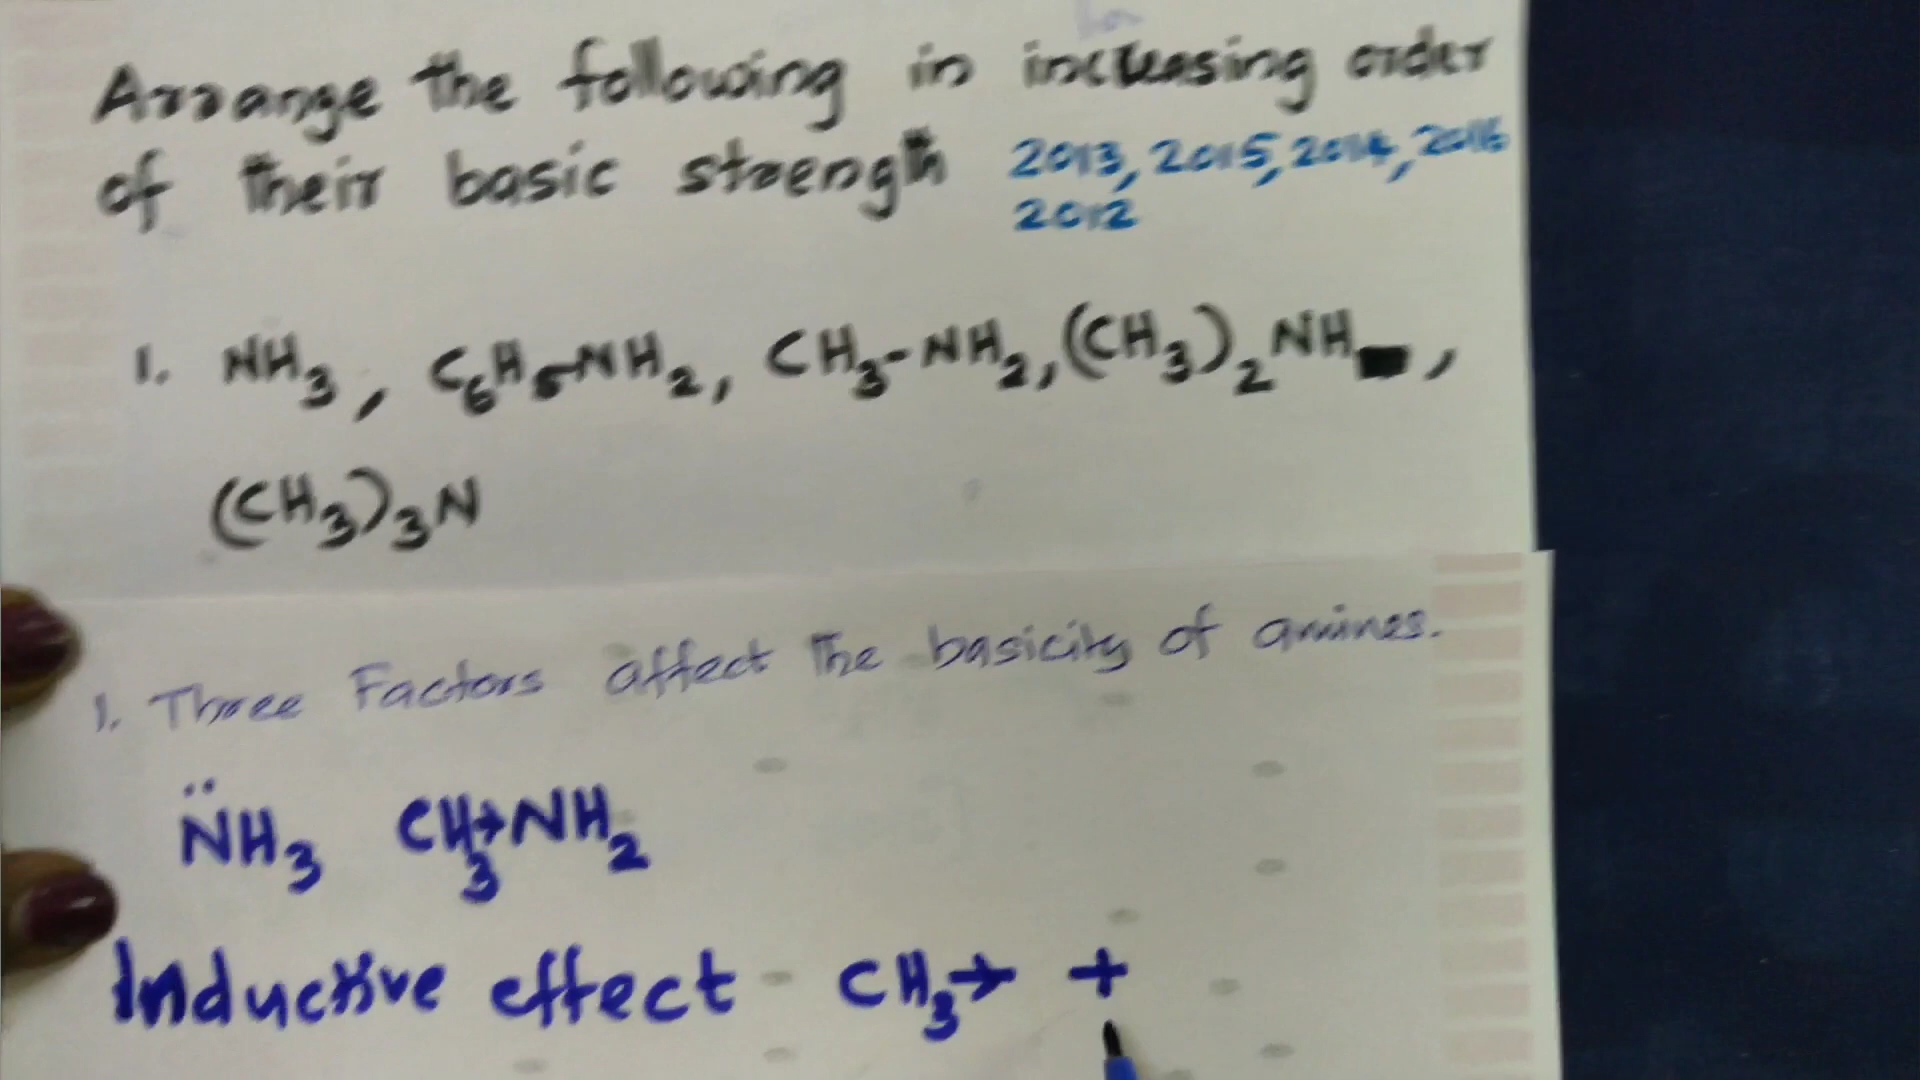 Arrange the following in increasing order
of their basic strength 2013, 2015, 2014, 2016
2012
1. NH3, C6H5-NH2, CH3-NH2, (CH3)2NH,
(CH3)3N
1. Three Factors affect the basicity of amines.
N̈H3 CH3→NH2
Inductive effect - CH3→ +